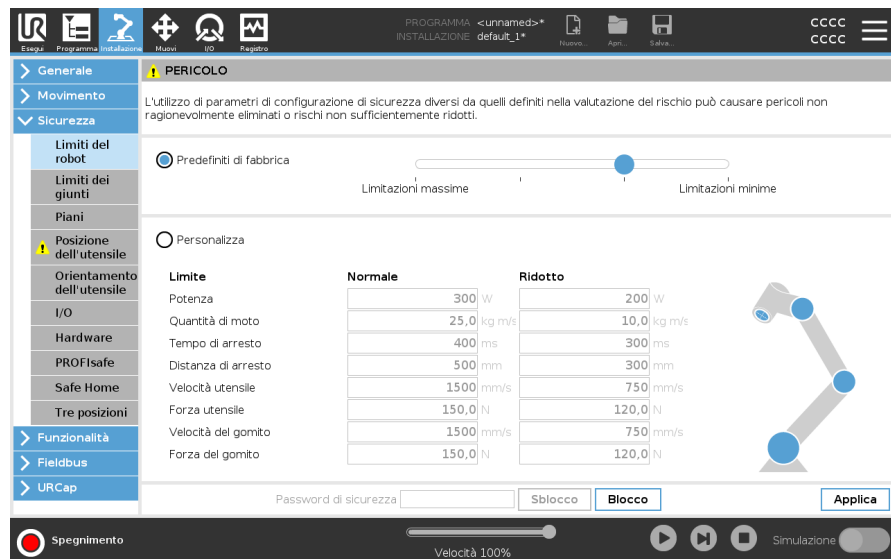 PROGRAMMA <unnamed>*
INSTALLAZIONE default_1*
Esegui Programma Installazione Muovi I/O Registro
Nuovo... Apri... Salva...
CCCC
CCCC
Generale
Movimento
Sicurezza
Limiti del
robot
Limiti dei
giunti
Piani
Posizione
dell'utensile
Orientamento
dell'utensile
I/O
Hardware
PROFIsafe
Safe Home
Tre posizioni
Funzionalità
Fieldbus
URCap
PERICOLO
L'utilizzo di parametri di configurazione di sicurezza diversi da quelli definiti nella valutazione del rischio può causare pericoli non
ragionevolmente eliminati o rischi non sufficientemente ridotti.
Predefiniti di fabbrica
Limitazioni massime Limitazioni minime
Personalizza
Limite Normale Ridotto
Potenza 300 W 200 W
Quantità di moto 25,0 kg m/s 10,0 kg m/s
Tempo di arresto 400 ms 300 ms
Distanza di arresto 500 mm 300 mm
Velocità utensile 1500 mm/s 750 mm/s
Forza utensile 150,0 N 120,0 N
Velocità del gomito 1500 mm/s 750 mm/s
Forza del gomito 150,0 N 120,0 N
Password di sicurezza Sblocco Blocco Applica
Spegnimento
Velocità 100%
Simulazione